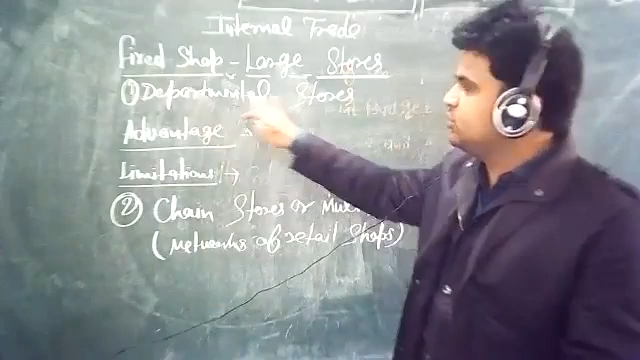 Internal Trade
Fixed Shop - Large Stores
① Departmental Stores
Advantage
Limitations! →
② Chain Stores or Mul
(Networks of retail Shops)